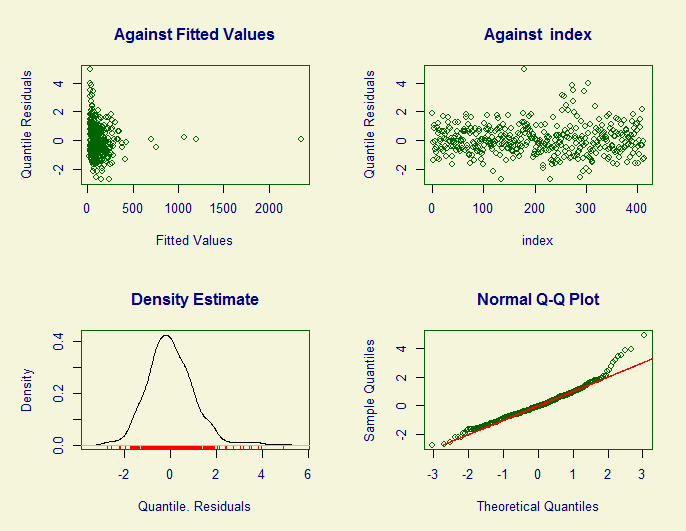 Against Fitted Values
Quantile Residuals
-2 0 2 4
0 500 1000 1500 2000
Fitted Values
Against  index
Quantile Residuals
-2 0 2 4
0 100 200 300 400
index
Density Estimate
Density
0.0 0.2 0.4
-2 0 2 4 6
Quantile. Residuals
Normal Q-Q Plot
Sample Quantiles
-2 0 2 4
-3 -2 -1 0 1 2 3
Theoretical Quantiles